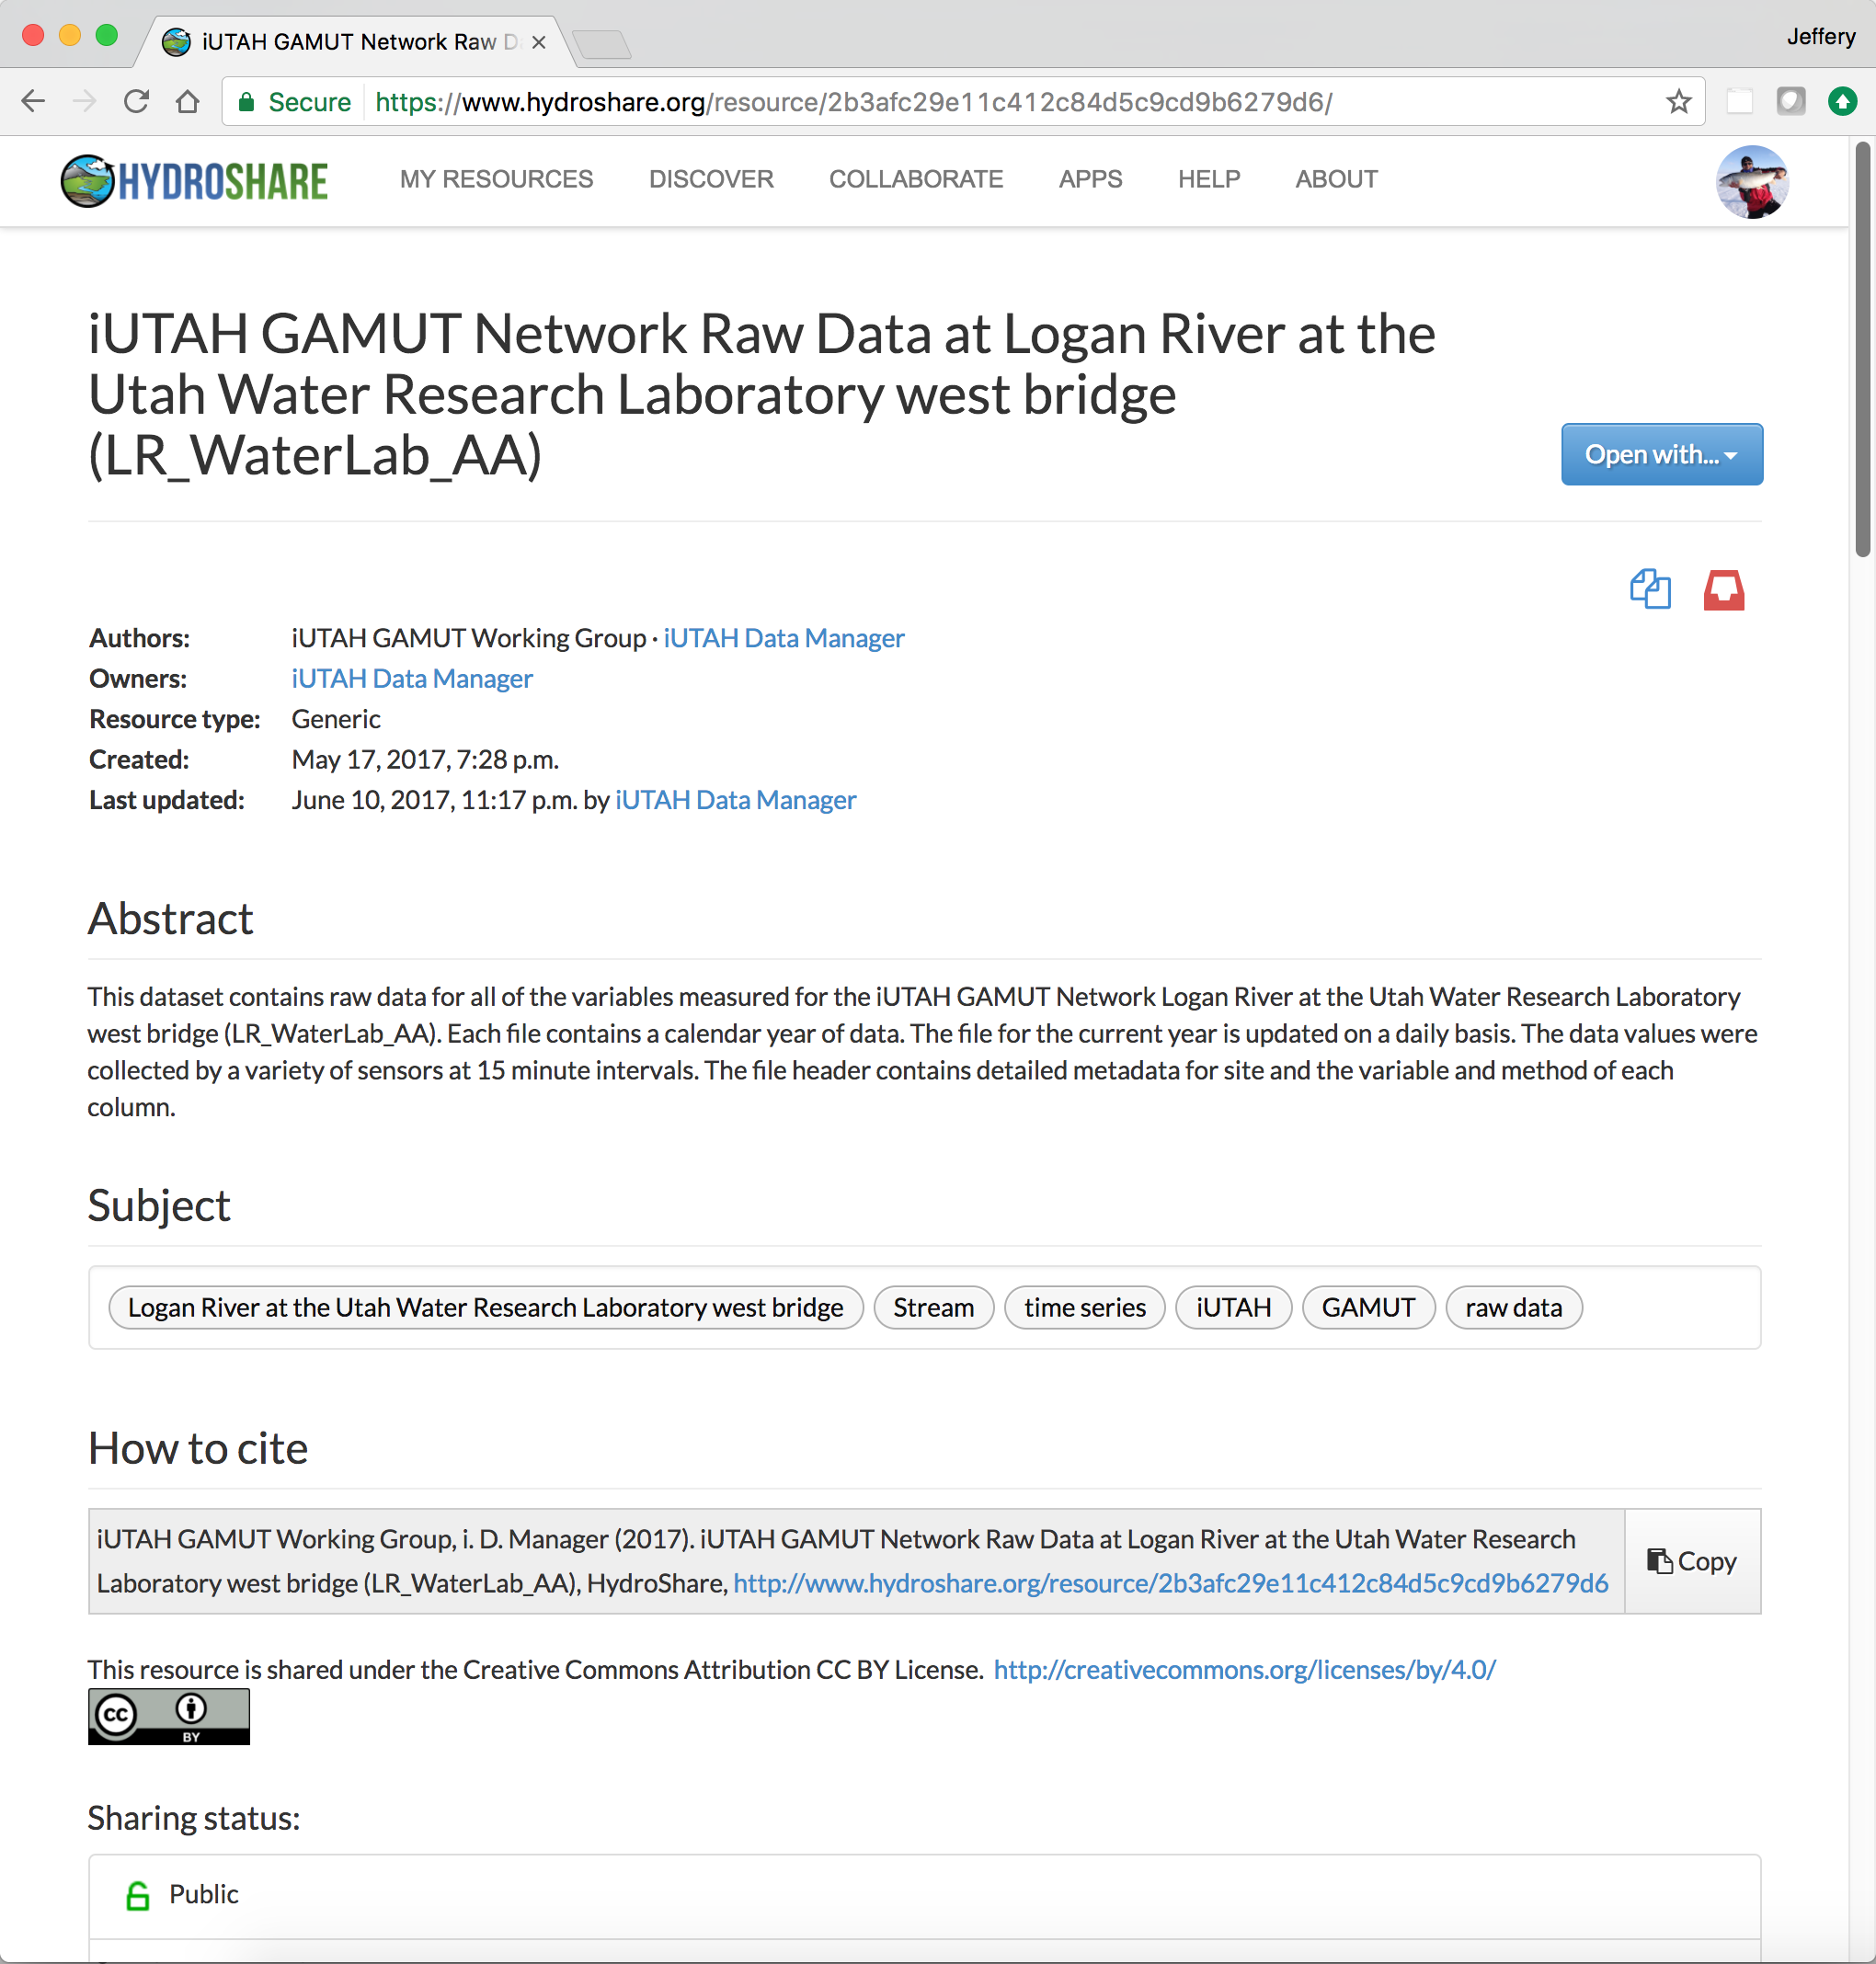 iUTAH GAMUT Network Raw D
Jeffery
Secure https://www.hydroshare.org/resource/2b3afc29e11c412c84d5c9cd9b6279d6/
HYDROSHARE MY RESOURCES DISCOVER COLLABORATE APPS HELP ABOUT
iUTAH GAMUT Network Raw Data at Logan River at the
Utah Water Research Laboratory west bridge
(LR_WaterLab_AA)
Open with...
Authors: iUTAH GAMUT Working Group · iUTAH Data Manager
Owners: iUTAH Data Manager
Resource type: Generic
Created: May 17, 2017, 7:28 p.m.
Last updated: June 10, 2017, 11:17 p.m. by iUTAH Data Manager
Abstract
This dataset contains raw data for all of the variables measured for the iUTAH GAMUT Network Logan River at the Utah Water Research Laboratory
west bridge (LR_WaterLab_AA). Each file contains a calendar year of data. The file for the current year is updated on a daily basis. The data values were
collected by a variety of sensors at 15 minute intervals. The file header contains detailed metadata for site and the variable and method of each
column.
Subject
Logan River at the Utah Water Research Laboratory west bridge Stream time series iUTAH GAMUT raw data
How to cite
iUTAH GAMUT Working Group, i. D. Manager (2017). iUTAH GAMUT Network Raw Data at Logan River at the Utah Water Research
Laboratory west bridge (LR_WaterLab_AA), HydroShare, http://www.hydroshare.org/resource/2b3afc29e11c412c84d5c9cd9b6279d6
Copy
This resource is shared under the Creative Commons Attribution CC BY License. http://creativecommons.org/licenses/by/4.0/
cc BY
Sharing status:
Public